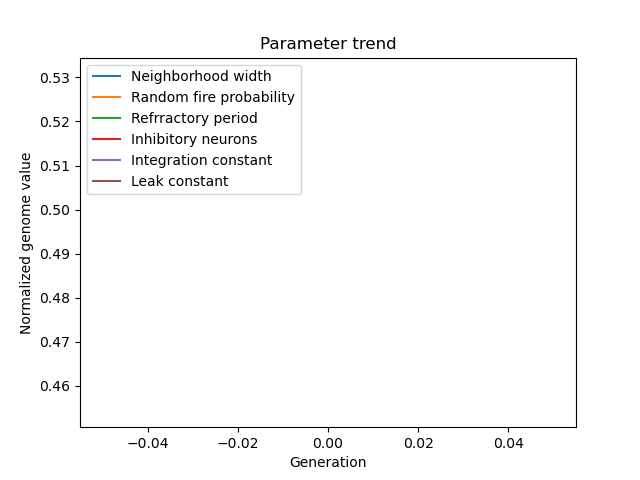 Parameter trend
Neighborhood width
Random fire probability
Refrractory period
Inhibitory neurons
Integration constant
Leak constant
0.53
0.52
0.51
0.50
0.49
0.48
0.47
0.46
Normalized genome value
−0.04
−0.02
0.00
0.02
0.04
Generation